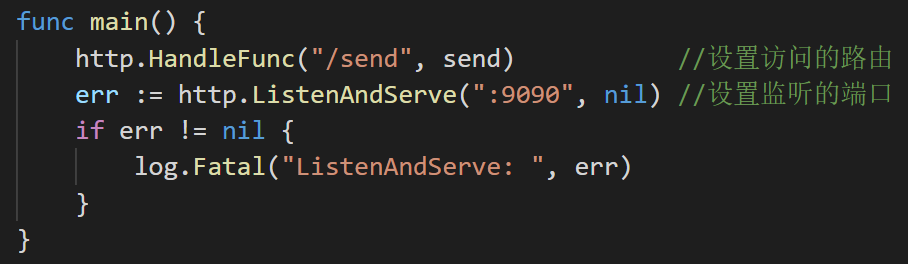 func main() {
    http.HandleFunc("/send", send)           //设置访问的路由
    err := http.ListenAndServe(":9090", nil) //设置监听的端口
    if err != nil {
        log.Fatal("ListenAndServe: ", err)
    }
}